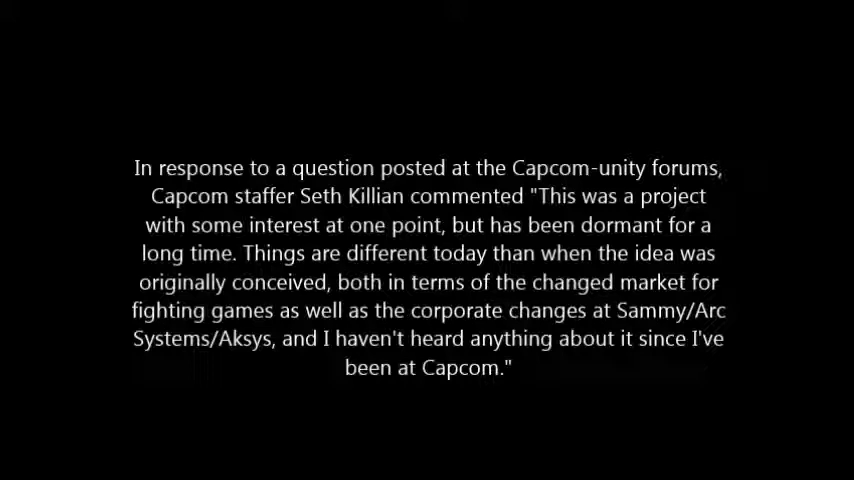 In response to a question posted at the Capcom-unity forums,
Capcom staffer Seth Killian commented "This was a project
with some interest at one point, but has been dormant for a
long time. Things are different today than when the idea was
originally conceived, both in terms of the changed market for
fighting games as well as the corporate changes at Sammy/Arc
Systems/Aksys, and I haven't heard anything about it since I've
been at Capcom."